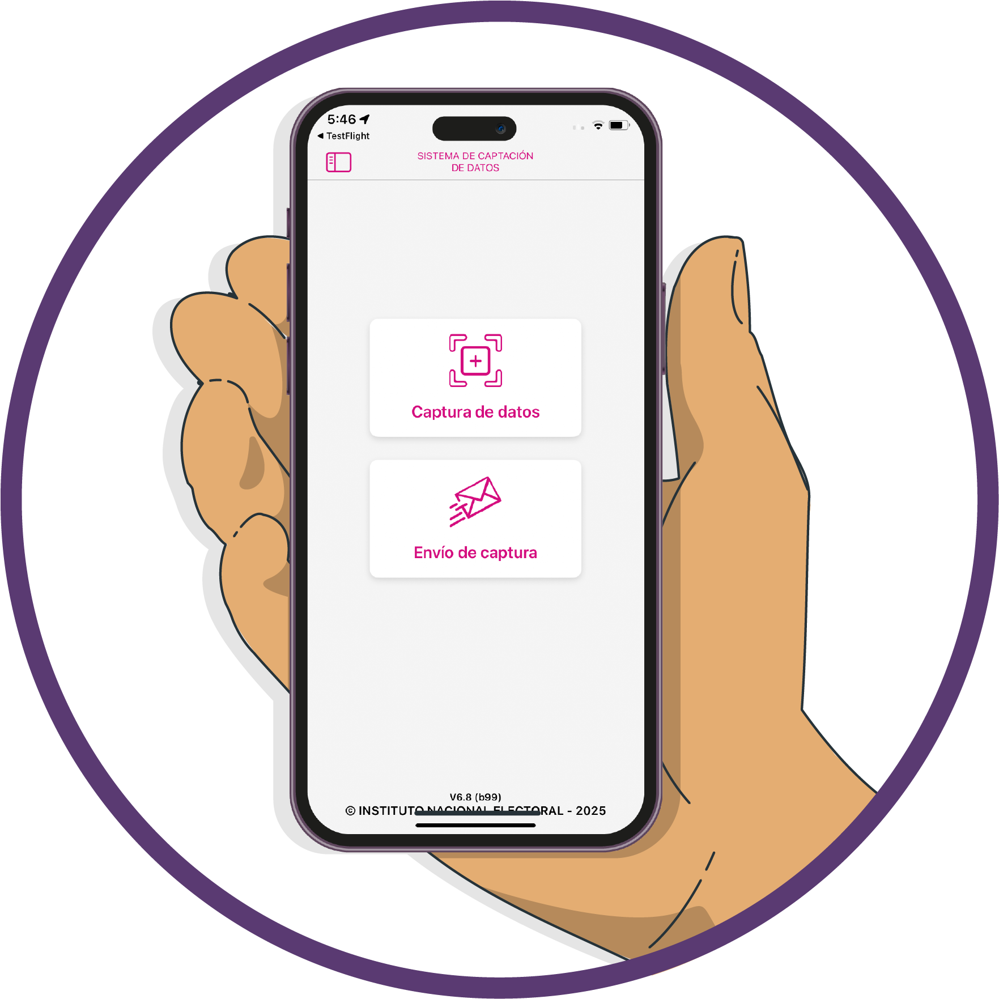 5:46
TestFlight
SISTEMA DE CAPTACIÓN
DE DATOS
Captura de datos
Envío de captura
V6.8 (b99)
© INSTITUTO NACIONAL ELECTORAL - 2025